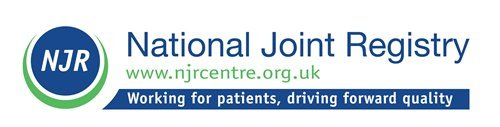 NJR
National Joint Registry
www.njrcentre.org.uk
Working for patients, driving forward quality